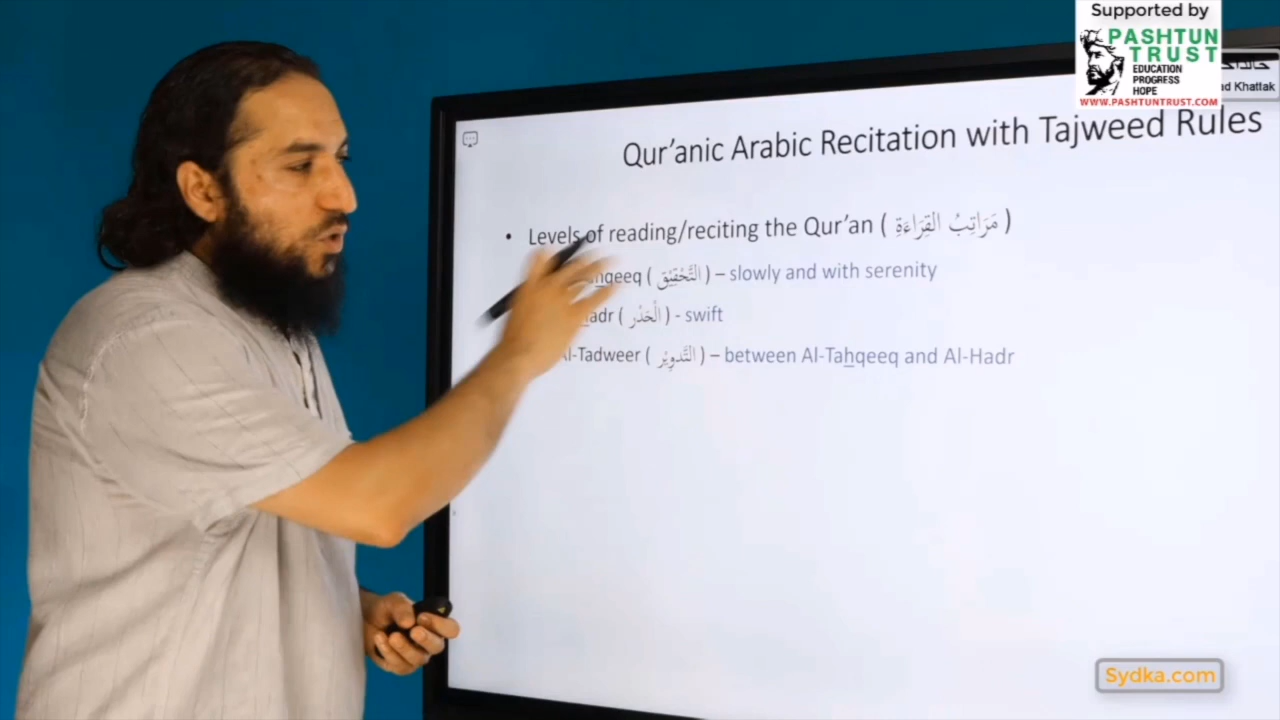 Supported by
PASHTUN
TRUST
EDUCATION
PROGRESS
HOPE
WWW.PASHTUNTRUST.COM
Khattak
Qur'anic Arabic Recitation with Tajweed Rules
• Levels of reading/reciting the Qur'an ( مَرَاتِبُ القِرَاءَةِ )
( التَّحْقِيْق ) – slowly and with serenity
( الْحَدْر ) - swift
Al-Tadweer ( التَّدوِيْر ) – between Al-Tahqeeq and Al-Hadr
Sydka.com